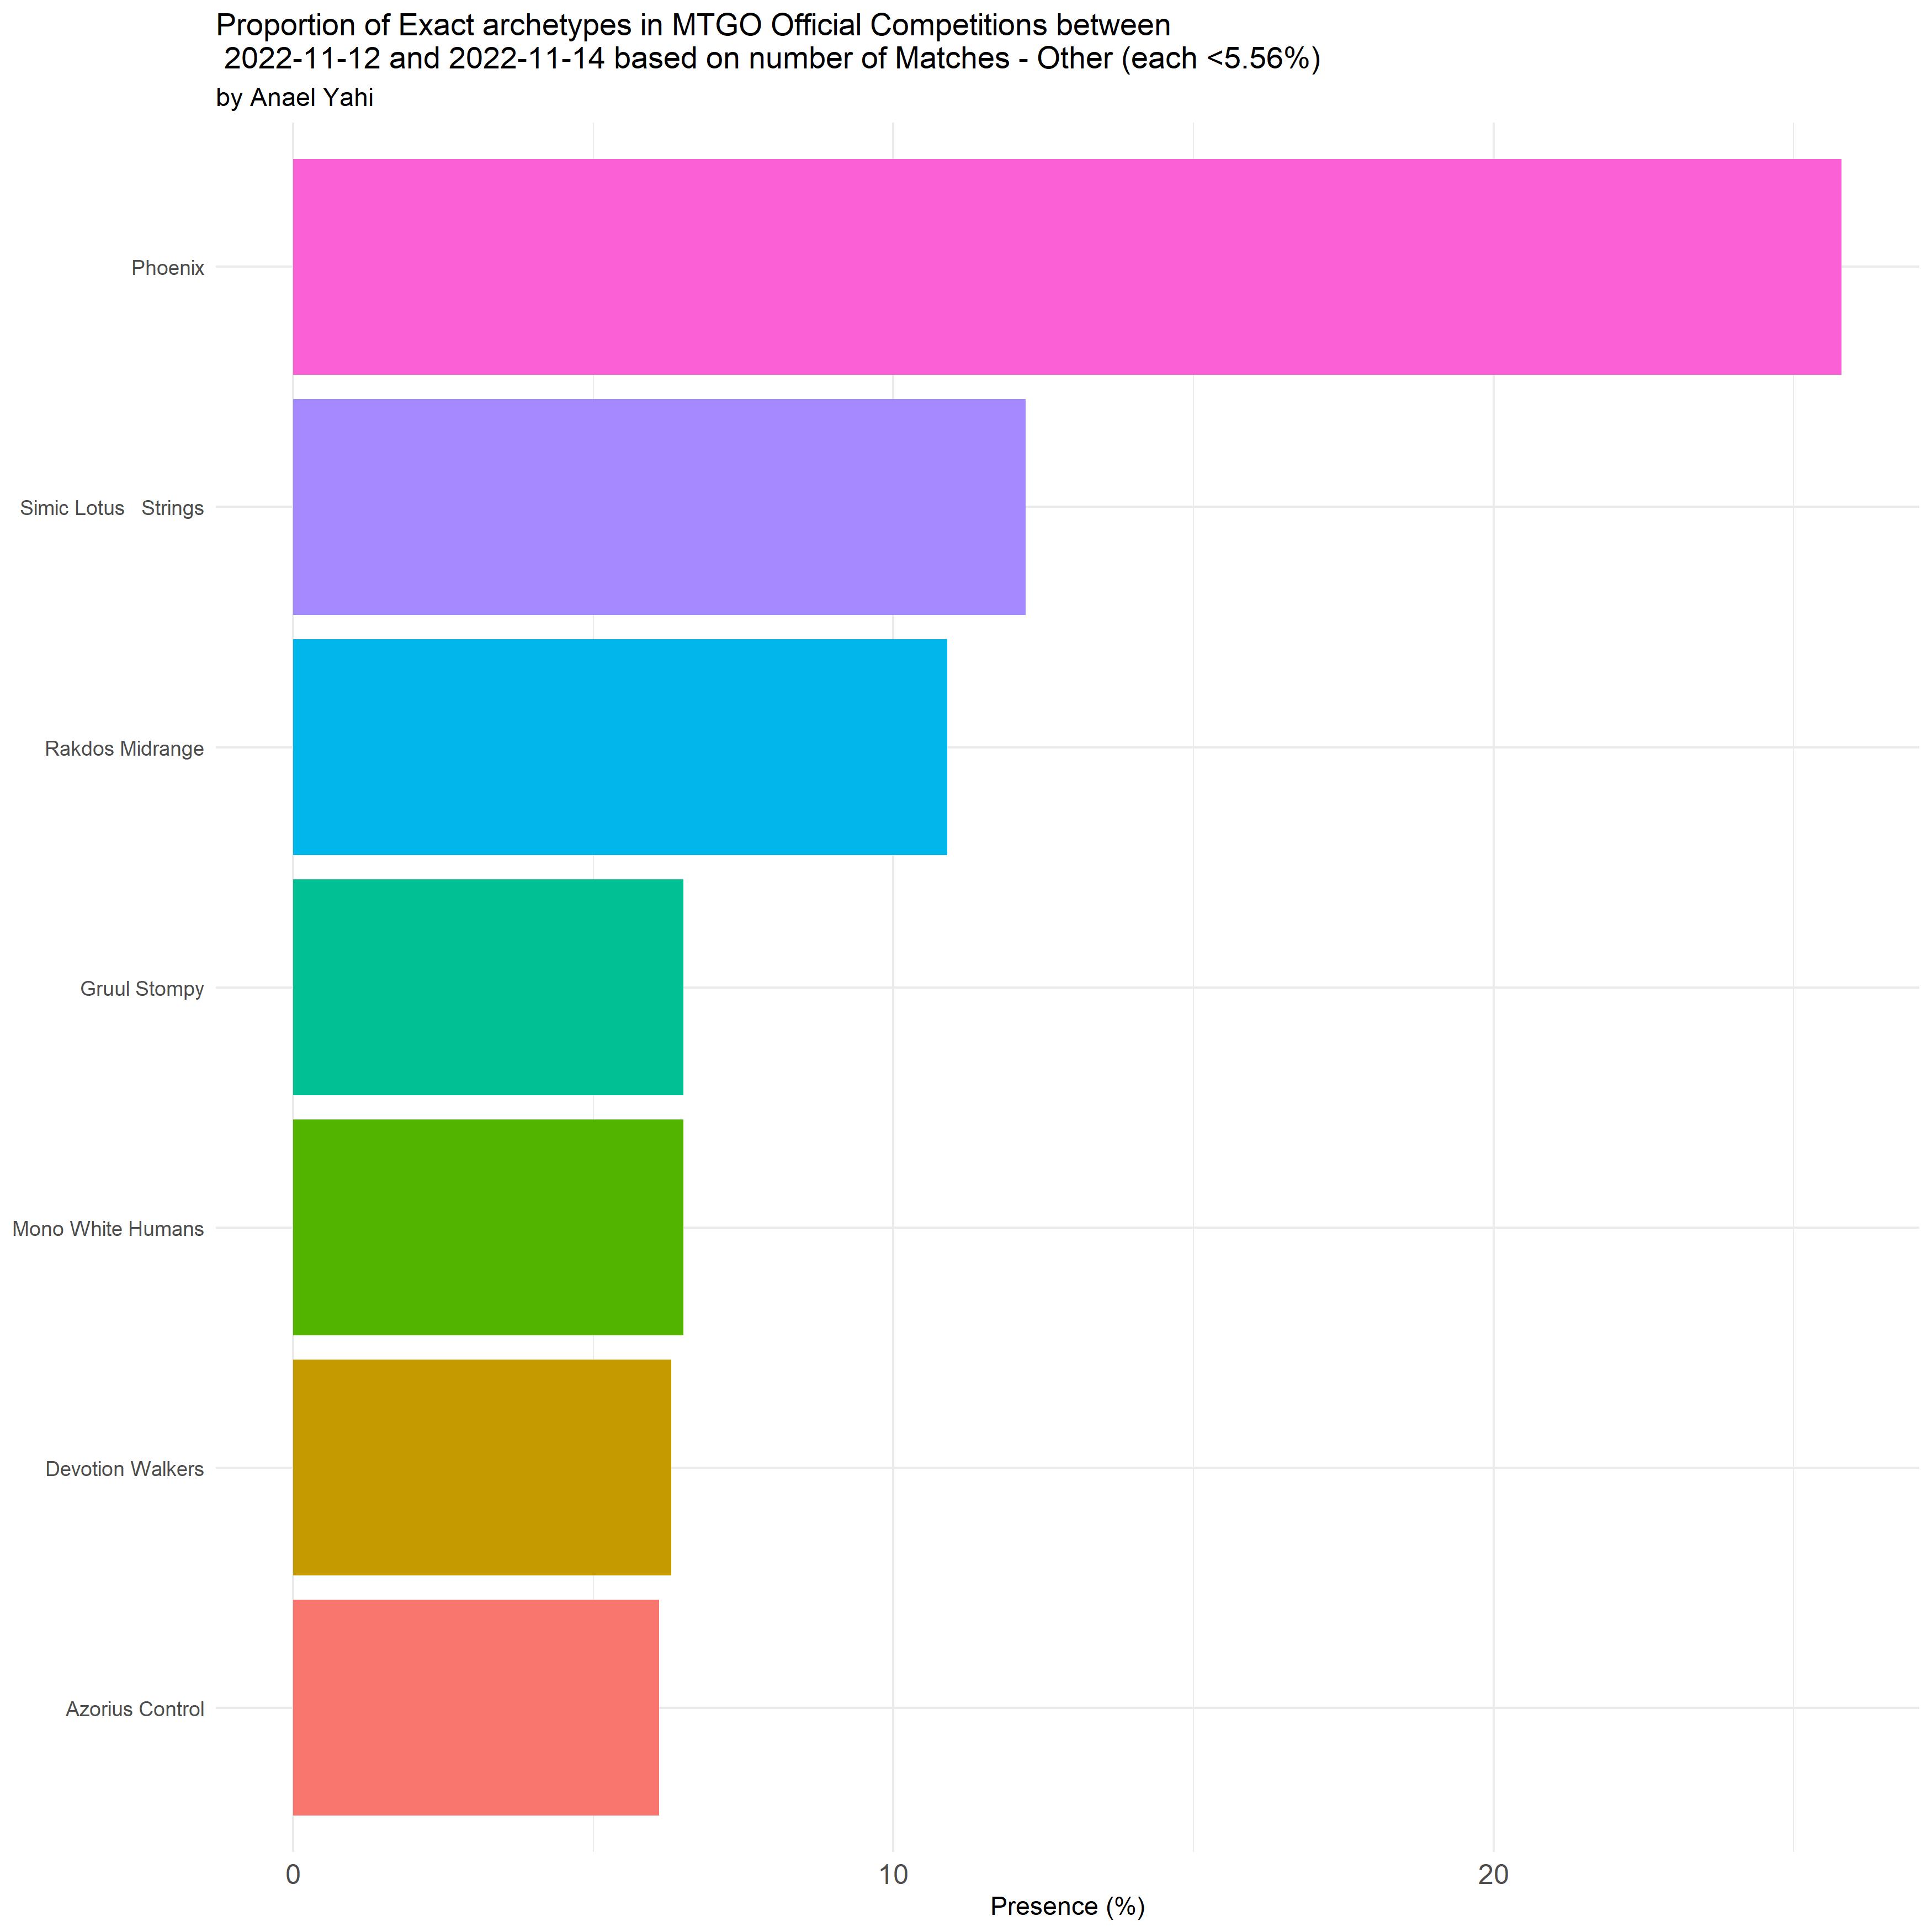 Proportion of Exact archetypes in MTGO Official Competitions between
2022-11-12 and 2022-11-14 based on number of Matches - Other (each <5.56%)
by Anael Yahi
Phoenix
Simic Lotus   Strings
Rakdos Midrange
Gruul Stompy
Mono White Humans
Devotion Walkers
Azorius Control
0 10 20
Presence (%)